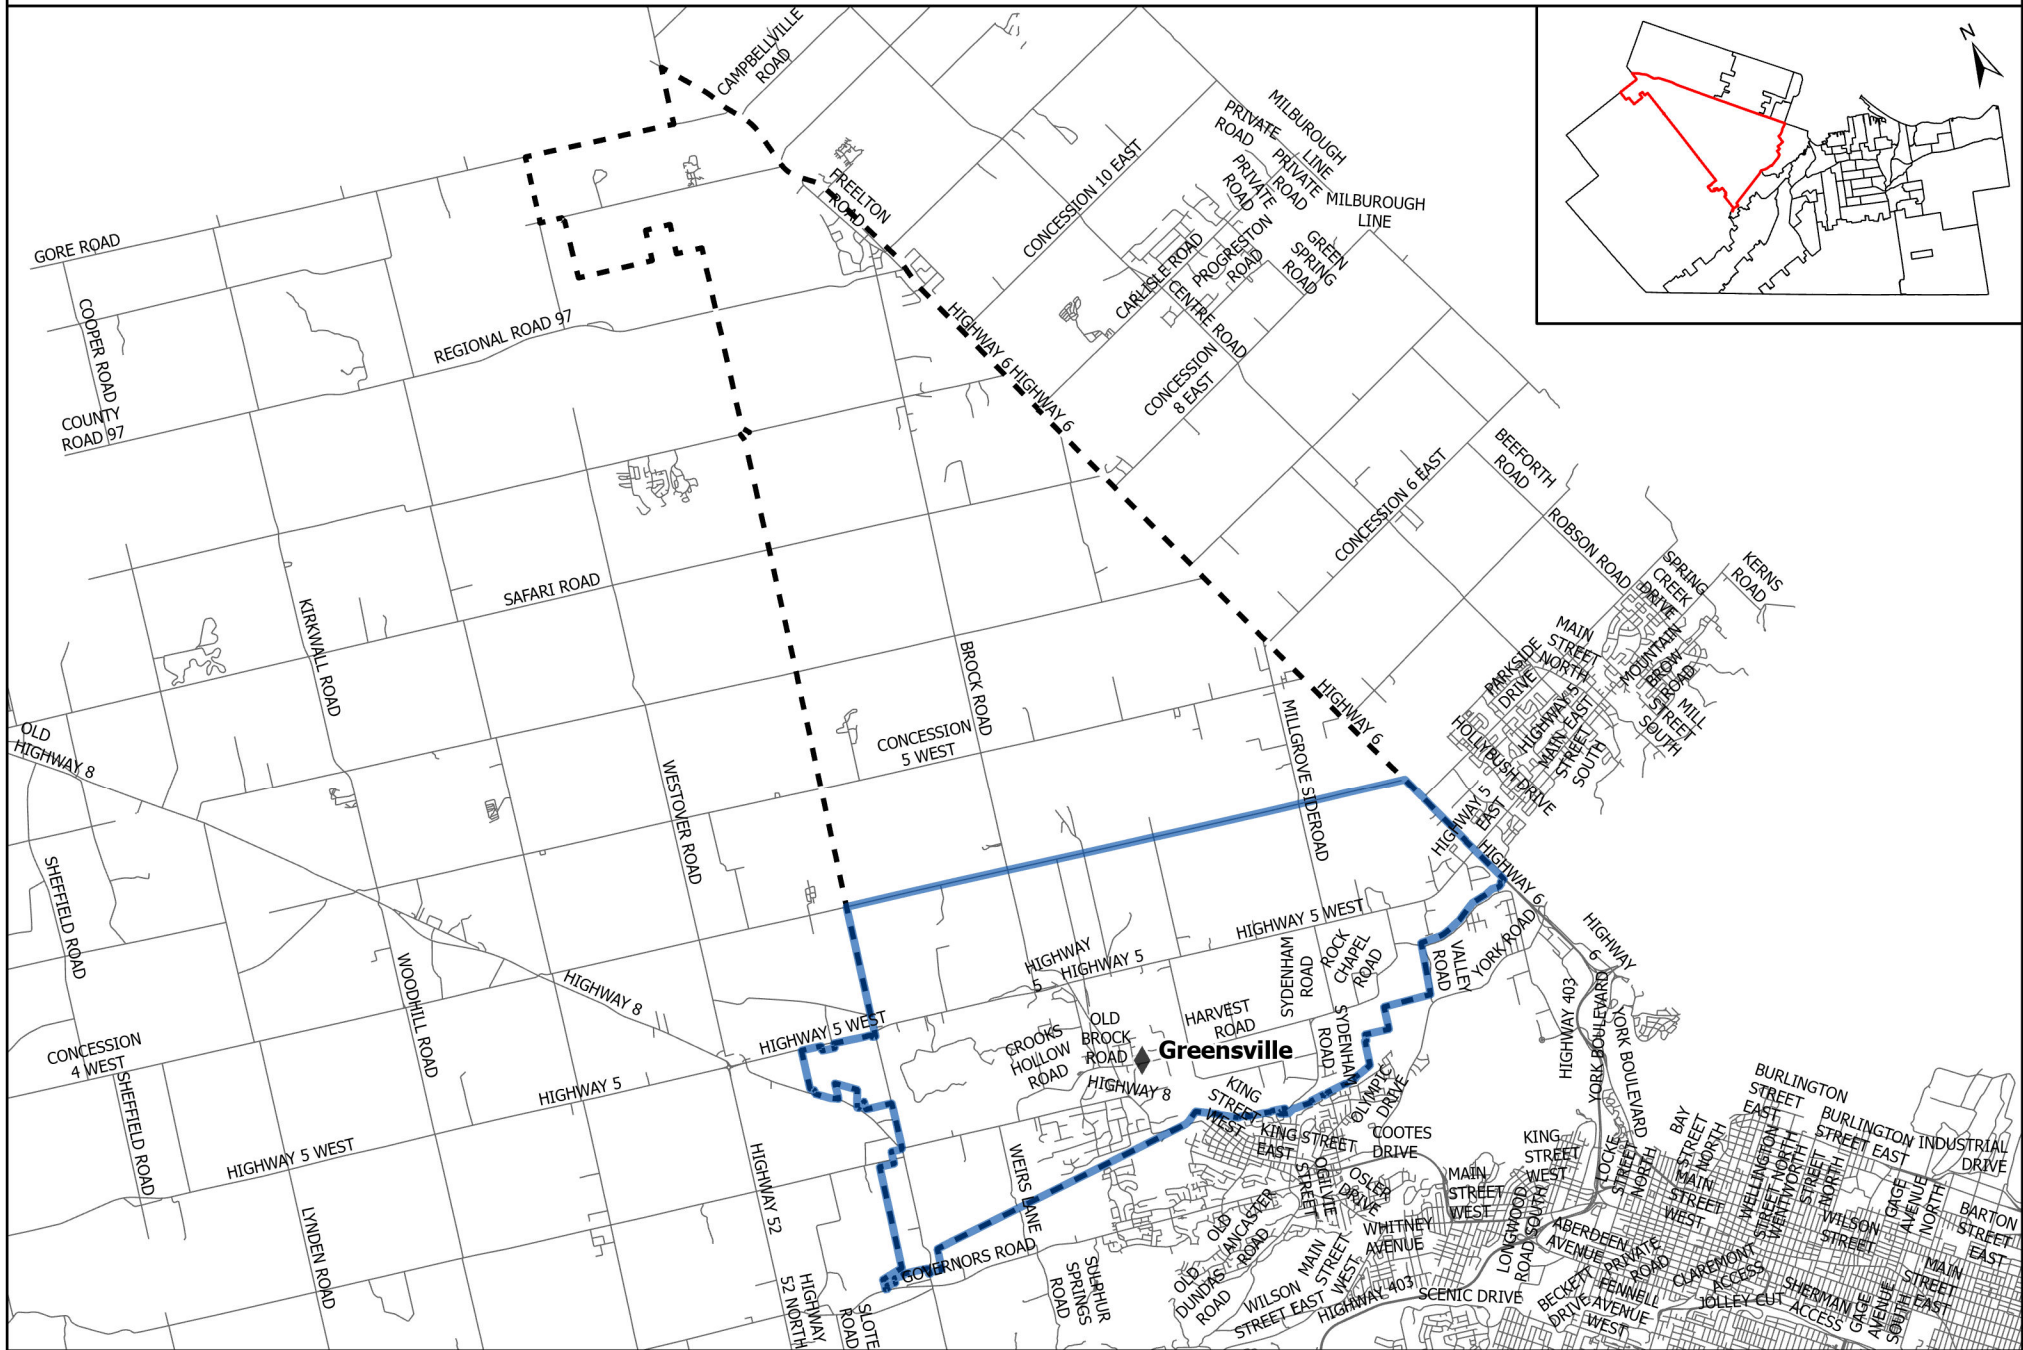 CAMPBELLVILLE
ROAD
N
GORE ROAD
COOPER ROAD
COUNTY
ROAD 97
REGIONAL ROAD 97
FREELTON
ROAD
CONCESSION 10 EAST
PRIVATE
ROAD
MILBUROUGH
LINE
PRIVATE
ROAD
PRIVATE
ROAD
MILBUROUGH
LINE
CARLISLE ROAD
PROGRESTON
ROAD
GREEN
SPRING
ROAD
CENTRE ROAD
HIGHWAY 6
HIGHWAY 6
CONCESSION
8 EAST
CONCESSION 6 EAST
BEEFORTH
ROAD
ROBSON ROAD
SPRING
CREEK
DRIVE
KERNS
ROAD
SAFARI ROAD
KIRKWALL ROAD
BROCK ROAD
MAIN
STREET
NORTH
PARKSIDE
DRIVE
MOUNTAIN
BROW
ROAD
MILL
STREET
SOUTH
HIGHWAY 5
MAIN
STREET
SOUTH
EAST
HOLLYBUSH DRIVE
HIGHWAY 6
MILLGROVE SIDEROAD
CONCESSION
5 WEST
OLD
HIGHWAY 8
WESTOVER ROAD
HIGHWAY 5
EAST
HIGHWAY 6
SHEFFIELD ROAD
WOODHILL ROAD
HIGHWAY 8
HIGHWAY 5 WEST
HIGHWAY
5
HIGHWAY 5
HIGHWAY 5 WEST
SYDENHAM
ROAD
ROCK
CHAPEL
ROAD
VALLEY
ROAD
YORK ROAD
HIGHWAY
6
HIGHWAY 403
YORK BOULEVARD
YORK BOULEVARD
CONCESSION
4 WEST
SHEFFIELD ROAD
HIGHWAY 5
CROOKS
HOLLOW
ROAD
OLD
BROCK
ROAD
HARVEST
ROAD
Greensville
HIGHWAY 8
SYDENHAM
ROAD
OLYMPIC
DRIVE
KING
STREET
WEST
KING STREET
EAST
COOTES
DRIVE
HIGHWAY 5 WEST
LYNDEN ROAD
HIGHWAY 52
HIGHWAY
52 NORTH
SLOTE
ROAD
WEIRS LANE
GOVERNORS ROAD
SULPHUR
SPRINGS
ROAD
OLD
ANCASTER
ROAD
OLD
DUNDAS
ROAD
OGILVIE
STREET
OSLER
DRIVE
MAIN
STREET
WEST
WHITNEY
AVENUE
WILSON
STREET EAST
HIGHWAY 403
SCENIC DRIVE
MAIN
STREET
WEST
KING
STREET
WEST
LONGWOOD
ROAD SOUTH
LOCKE
STREET
NORTH
BAY
STREET
NORTH
MAIN
STREET
WEST
ABERDEEN
AVENUE
BECKETT
DRIVE
PRIVATE
ROAD
FENNELL
AVENUE
WEST
CLAREMONT
ACCESS
JOLLEY CUT
SHERMAN
ACCESS
BURLINGTON
STREET
EAST
BURLINGTON
STREET EAST
INDUSTRIAL
DRIVE
WELLINGTON
STREET NORTH
WENTWORTH
STREET
NORTH
WILSON
STREET
GAGE
AVENUE
NORTH
BARTON
STREET
EAST
MAIN
STREET
EAST
GAGE
AVENUE
SOUTH